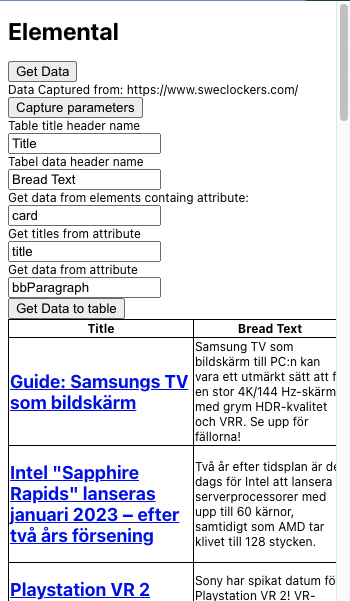 Elemental
Get Data
Data Captured from: https://www.sweclockers.com/
Capture parameters
Table title header name
Title
Tabel data header name
Bread Text
Get data from elements containg attribute:
card
Get titles from attribute
title
Get data from attribute
bbParagraph
Get Data to table
Title Bread Text
Guide: Samsungs TV
som bildskärm
Samsung TV som
bildskärm till PC:n kan
vara ett utmärkt sätt att f
en stor 4K/144 Hz-skärm
med grym HDR-kvalitet
och VRR. Se upp för
fällorna!
Intel "Sapphire
Rapids" lanseras
januari 2023 – efter
två års försening
Två år efter tidsplan är de
dags för Intel att lansera
serverprocessorer med
upp till 60 kärnor,
samtidigt som AMD tar
klivet till 128 stycken.
Playstation VR 2
Sony har spikat datum fö
Playstation VR 2! VR-